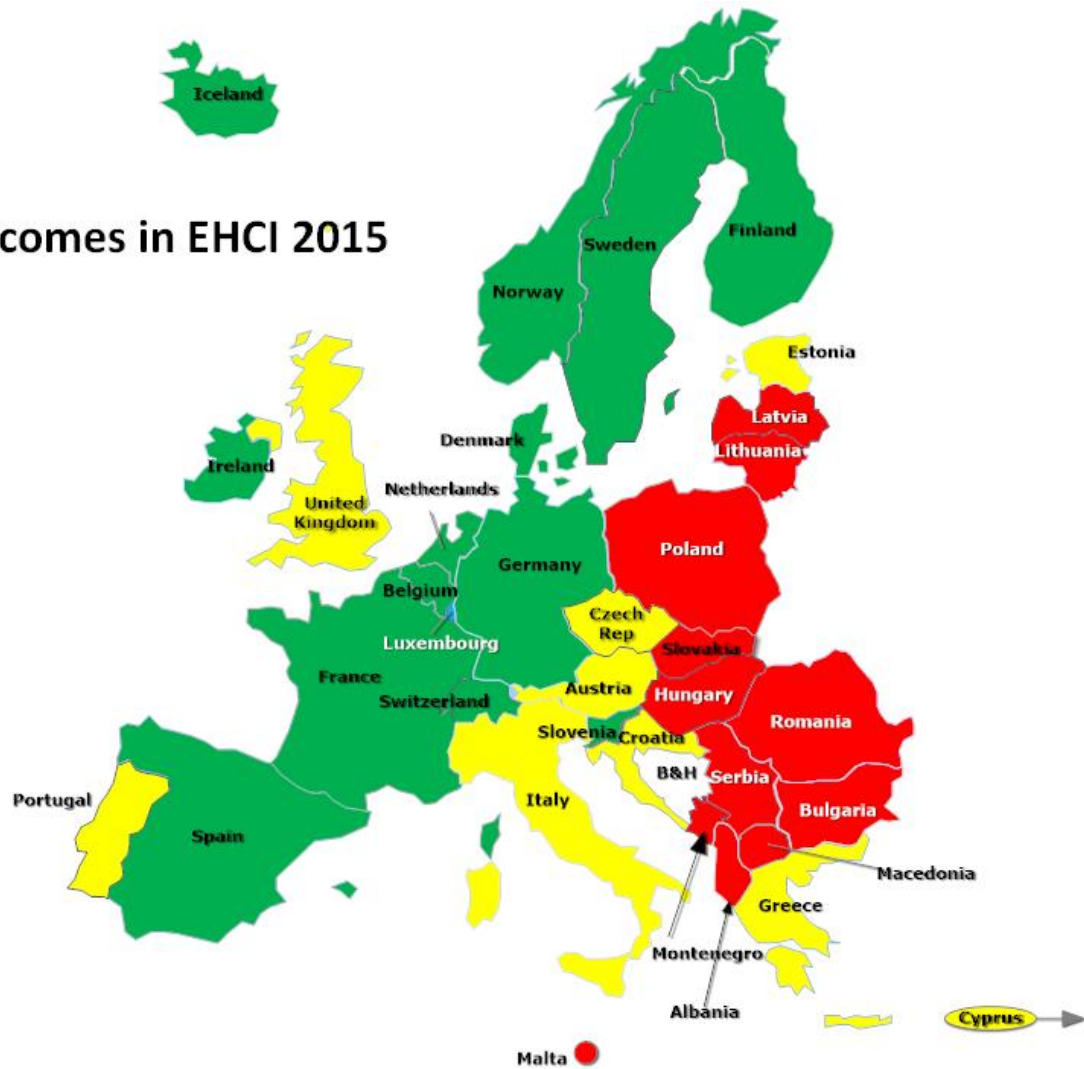 Iceland
comes in EHCI 2015
Sweden
Finland
Norway
Estonia
Latvia
Denmark
Lithuania
Ireland
Netherlands
United
Kingdom
Poland
Germany
Belgium
Czech
Rep
Luxembourg
Slovakia
France
Austria
Hungary
Switzerland
Romania
Slovenia
Croatia
B&H
Serbia
Portugal
Italy
Bulgaria
Spain
Macedonia
Greece
Montenegro
Albania
Cyprus
Malta